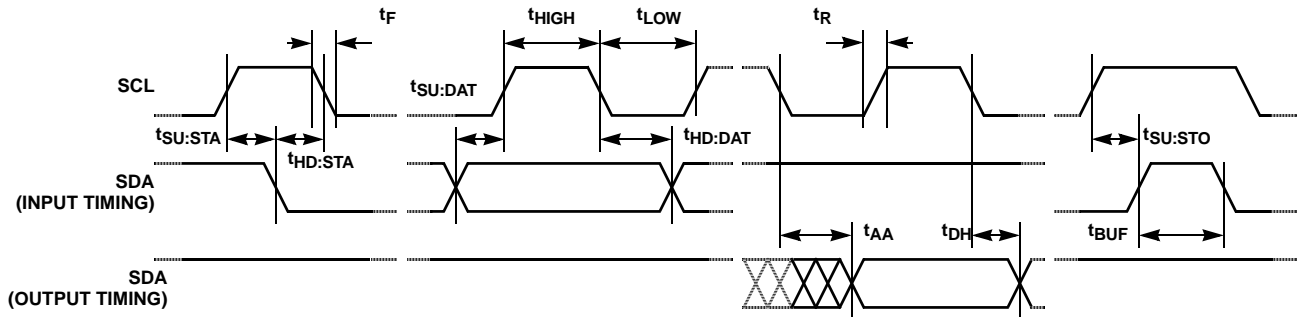 tF
tHIGH
tLOW
tR
SCL
tSU:DAT
tSU:STA
tHD:STA
tHD:DAT
tSU:STO
SDA
(INPUT TIMING)
tAA
tDH
tBUF
SDA
(OUTPUT TIMING)